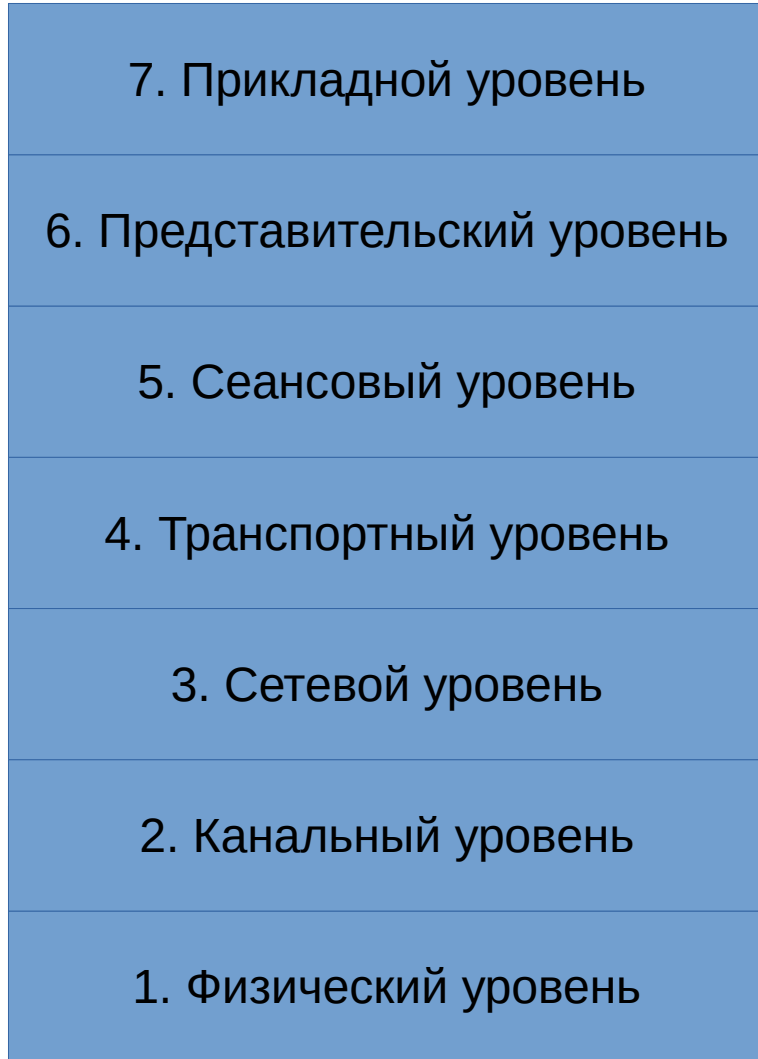 7. Прикладной уровень
6. Представительский уровень
5. Сеансовый уровень
4. Транспортный уровень
3. Сетевой уровень
2. Канальный уровень
1. Физический уровень